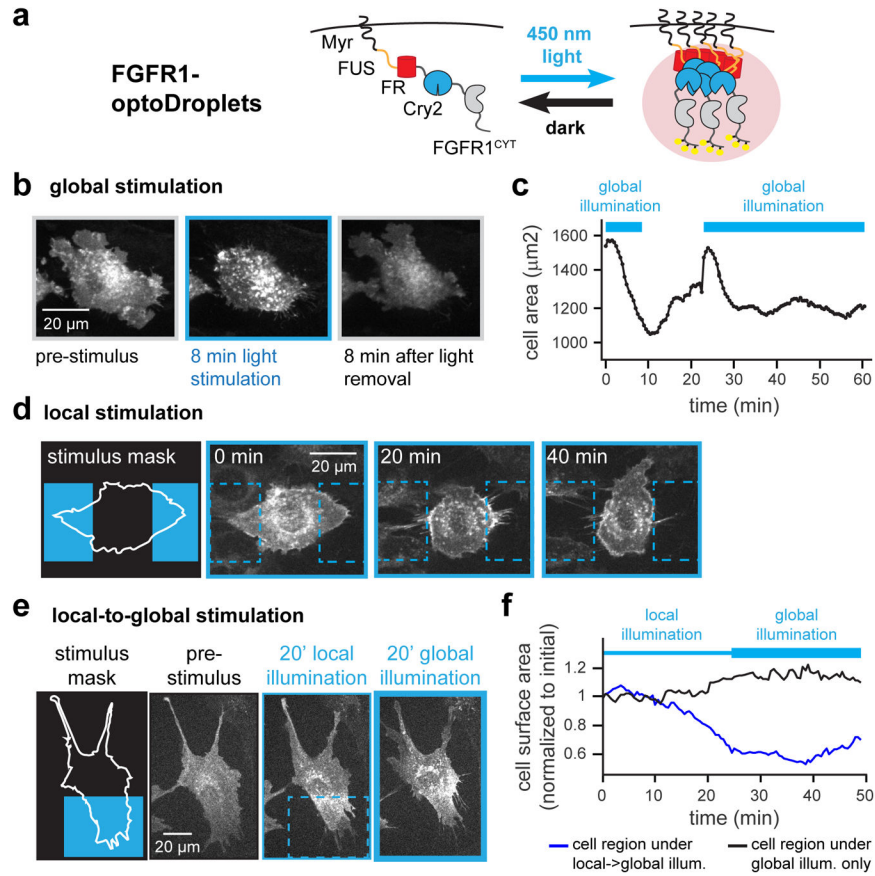 a
FGFR1-
optoDroplets
Myr
FUS
FR
Cry2
FGFR1CYT
450 nm
light
dark
b global stimulation
20 μm
pre-stimulus
8 min light
stimulation
8 min after light
removal
c
global
illumination
global
illumination
cell area (μm2)
1600
1400
1200
1000
0 10 20 30 40 50 60
time (min)
d local stimulation
stimulus mask
0 min
20 μm
20 min
40 min
e local-to-global stimulation
stimulus
mask
pre-
stimulus
20' local
illumination
20' global
illumination
20 μm
f
local
illumination
global
illumination
cell surface area
(normalized to initial)
1.2
1
0.8
0.6
0 10 20 30 40 50
time (min)
cell region under
local->global illum.
cell region under
global illum. only